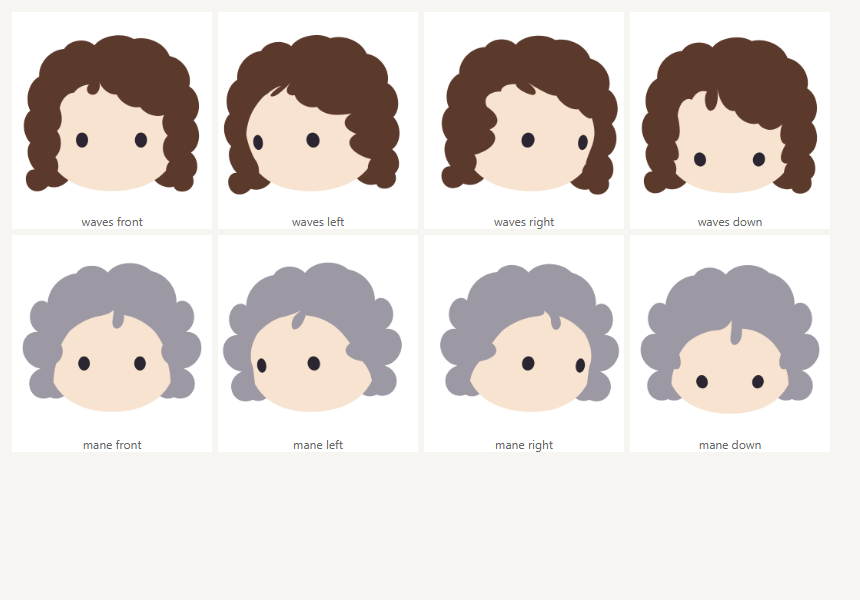 waves front
waves left
waves right
waves down
mane front
mane left
mane right
mane down